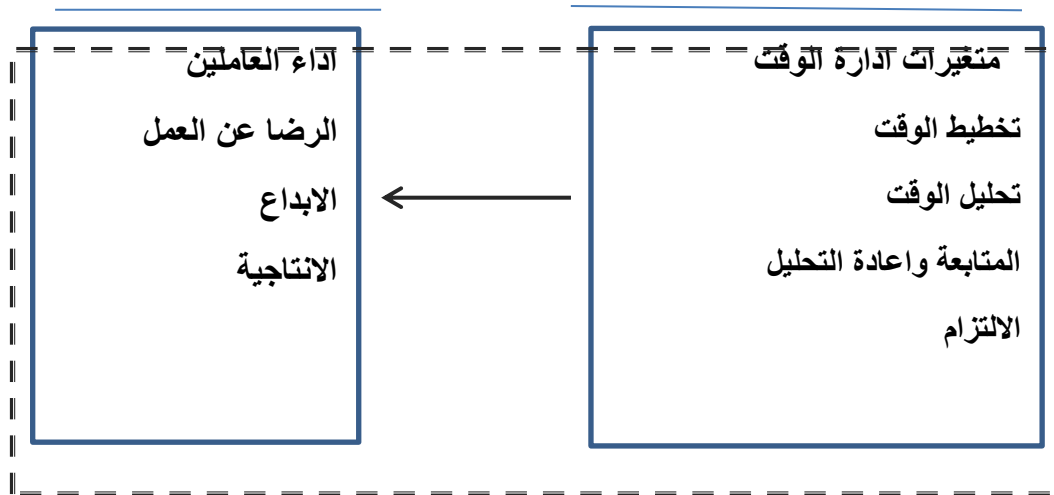 متغيرات ادارة الوقت
تخطيط الوقت
تحليل الوقت
المتابعة واعادة التحليل
الالتزام
اداء العاملين
الرضا عن العمل
الابداع
الانتاجية